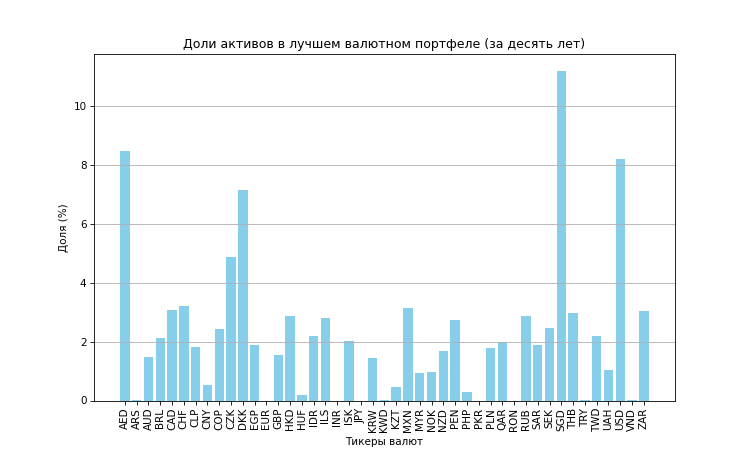 Доли активов в лучшем валютном портфеле (за десять лет)
Доля (%)
10
8
6
4
2
0
AED ARS AUD BRL CAD CHF CLP CNY COP CZK DKK EGP EUR GBP HKD HUF IDR ILS INR ISK JPY KRW KWD KZT MXN MYR NOK NZD PEN PHP PKR PLN QAR RON RUB SAR SEK SGD THB TRY TWD UAH USD VND ZAR
Тикеры валют